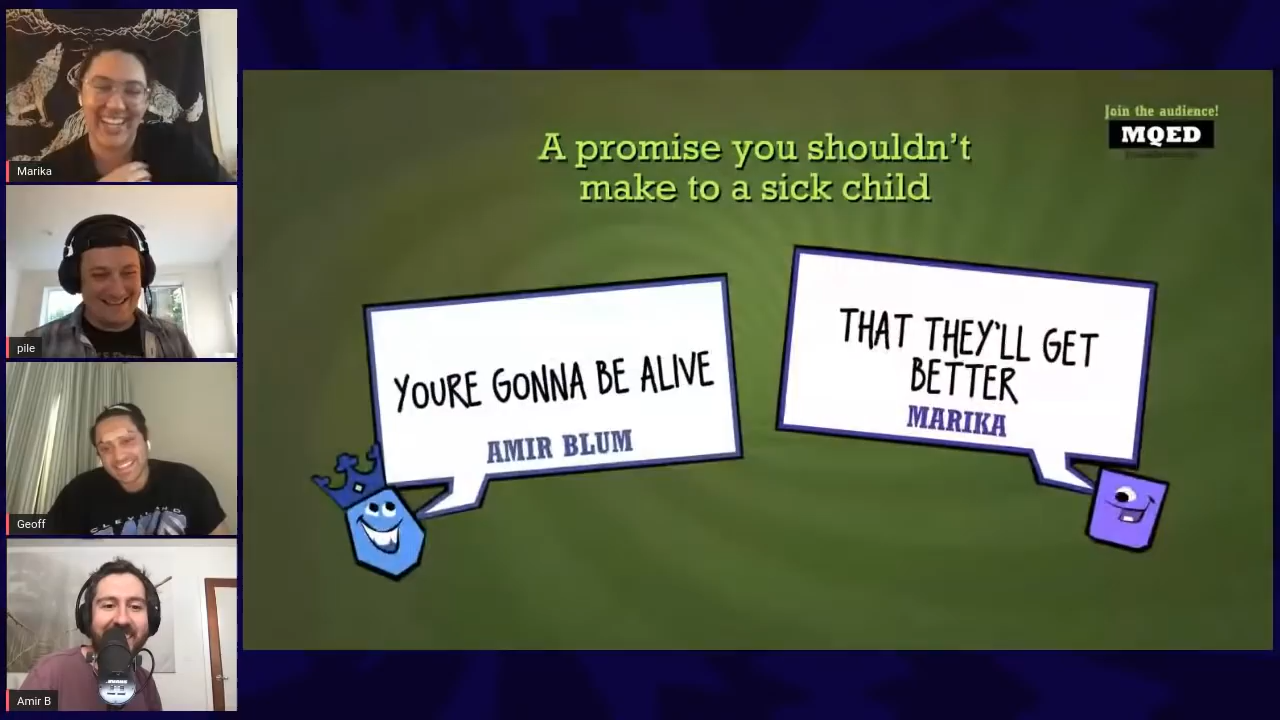 Marika
pile
Geoff
CLEVELAND
Amir B
Join the audience!
MQED
A promise you shouldn't
make to a sick child
YOURE GONNA BE ALIVE
AMIR BLUM
THAT THEY'LL GET
BETTER
MARIKA